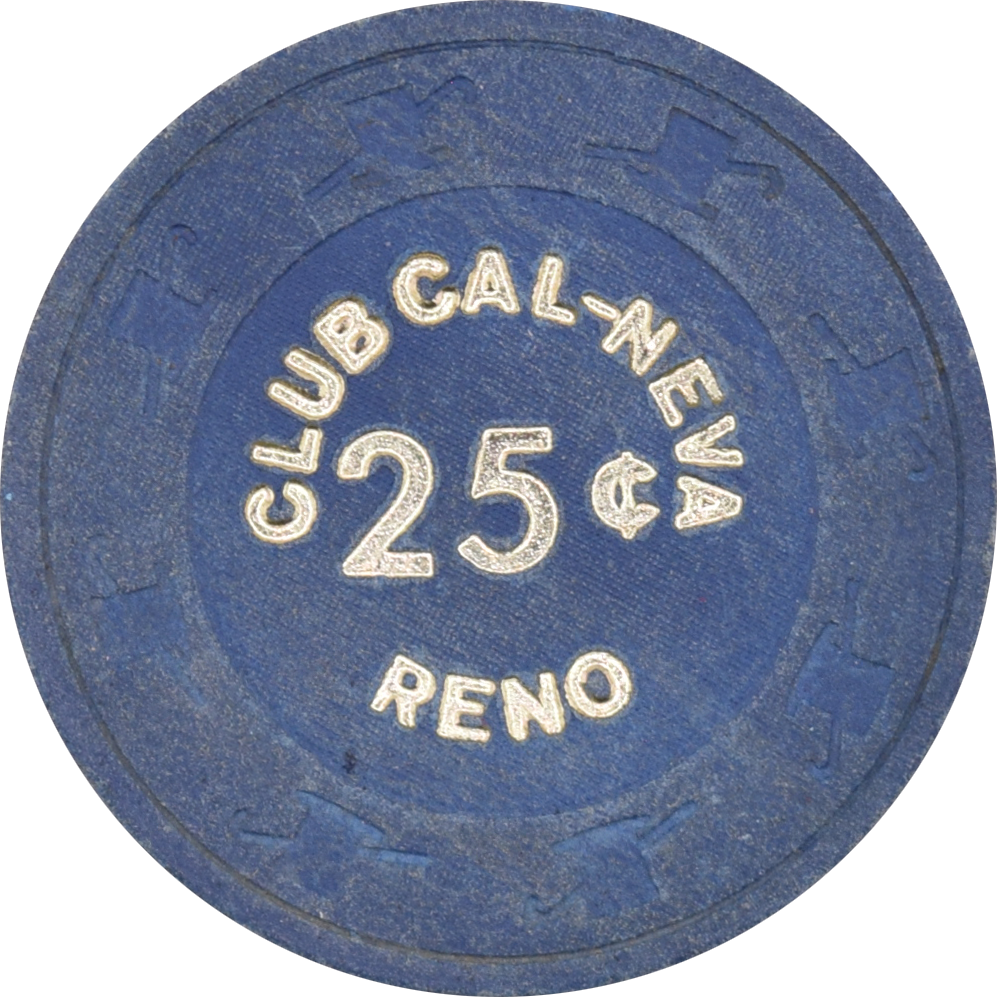 CLUB CAL-NEVA
25¢
RENO